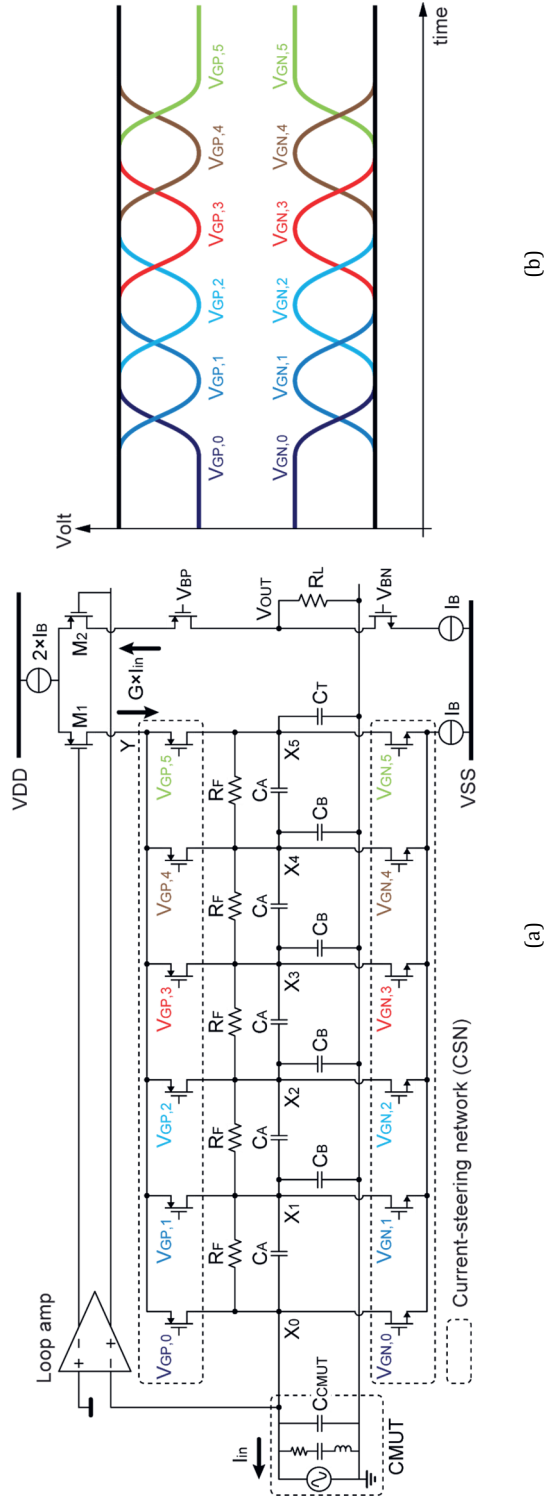 VDD
2×IB
Loop amp
+
−
−
+
M1
M2
Y
G×Iin
VGP,0
VGP,1
VGP,2
VGP,3
VGP,4
VGP,5
VBP
RF
RF
RF
RF
RF
CA
CA
CA
CA
CA
VOUT
Iin
X0
X1
X2
X3
X4
X5
CCMUT
CB
CB
CB
CB
CT
RL
CMUT
VGN,0
VGN,1
VGN,2
VGN,3
VGN,4
VGN,5
VBN
IB
IB
Current-steering network (CSN)
VSS
(a)
Volt
VGP,0
VGP,1
VGP,2
VGP,3
VGP,4
VGP,5
VGN,0
VGN,1
VGN,2
VGN,3
VGN,4
VGN,5
time
(b)